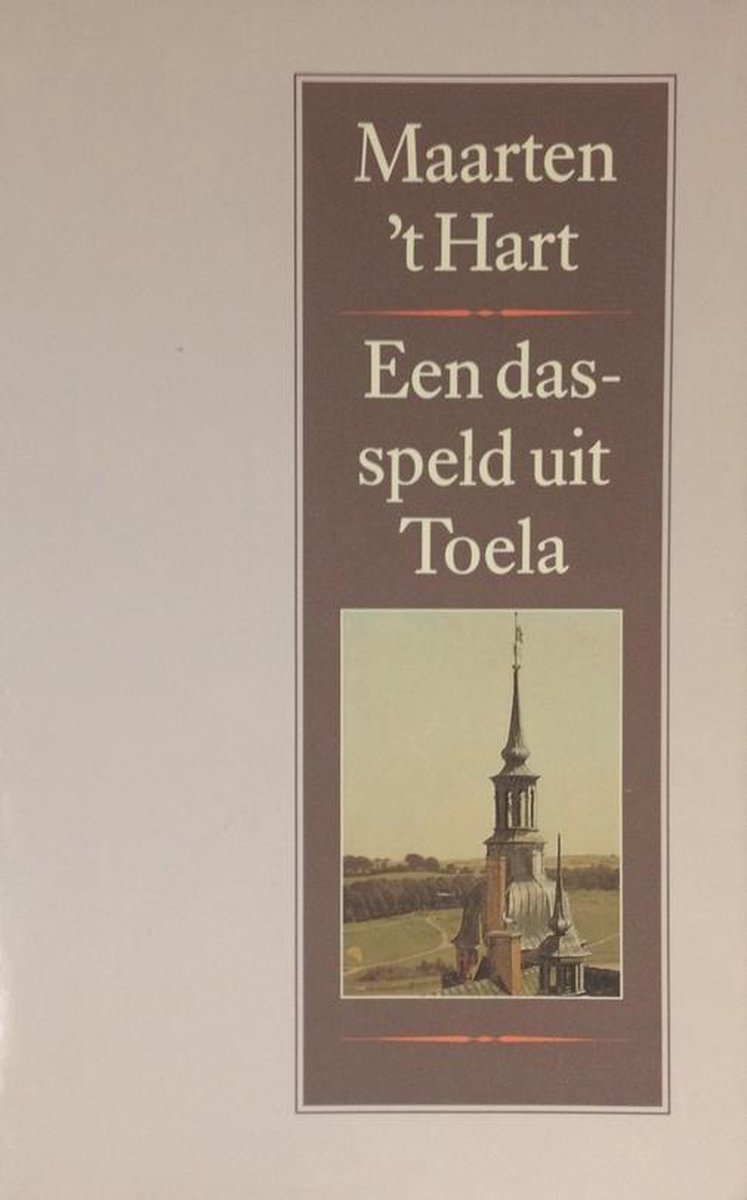 Maarten
’t Hart
Een das-
speld uit
Toela